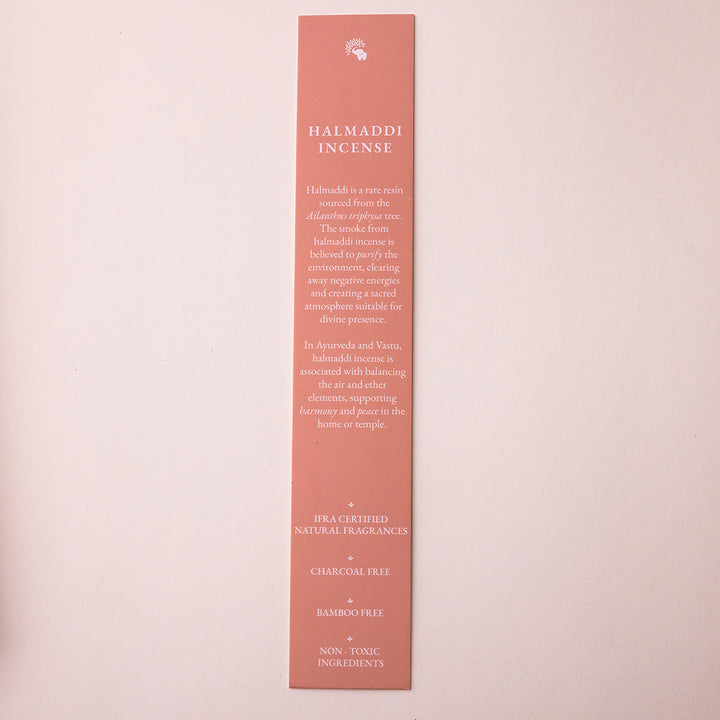 HALMADDI
INCENSE
Halmaddi is a rare resin
sourced from the
Ailanthus triphysa tree.
The smoke from
halmaddi incense is
believed to purify the
environment, clearing
away negative energies
and creating a sacred
atmosphere suitable for
divine presence.
In Ayurveda and Vastu,
halmaddi incense is
associated with balancing
the air and ether
elements, supporting
harmony and peace in the
home or temple.
IFRA CERTIFIED
NATURAL FRAGRANCES
CHARCOAL FREE
BAMBOO FREE
NON - TOXIC
INGREDIENTS